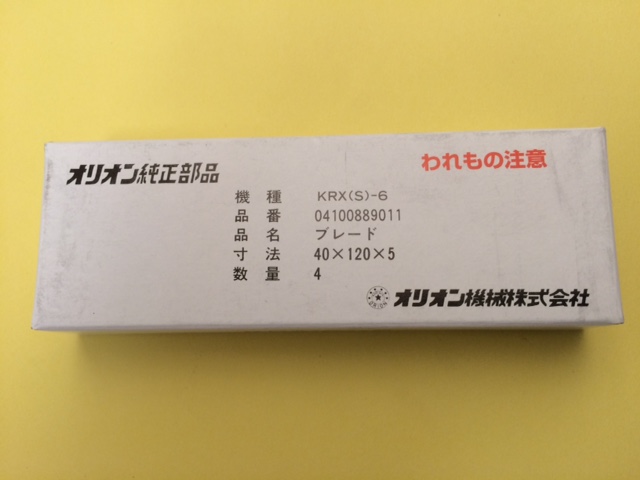 オリオン純正部品
われもの注意
機種 KRX(S)-6
品番 04100889011
品名 ブレード
寸法 40×120×5
数量 4
オリオン機械株式会社